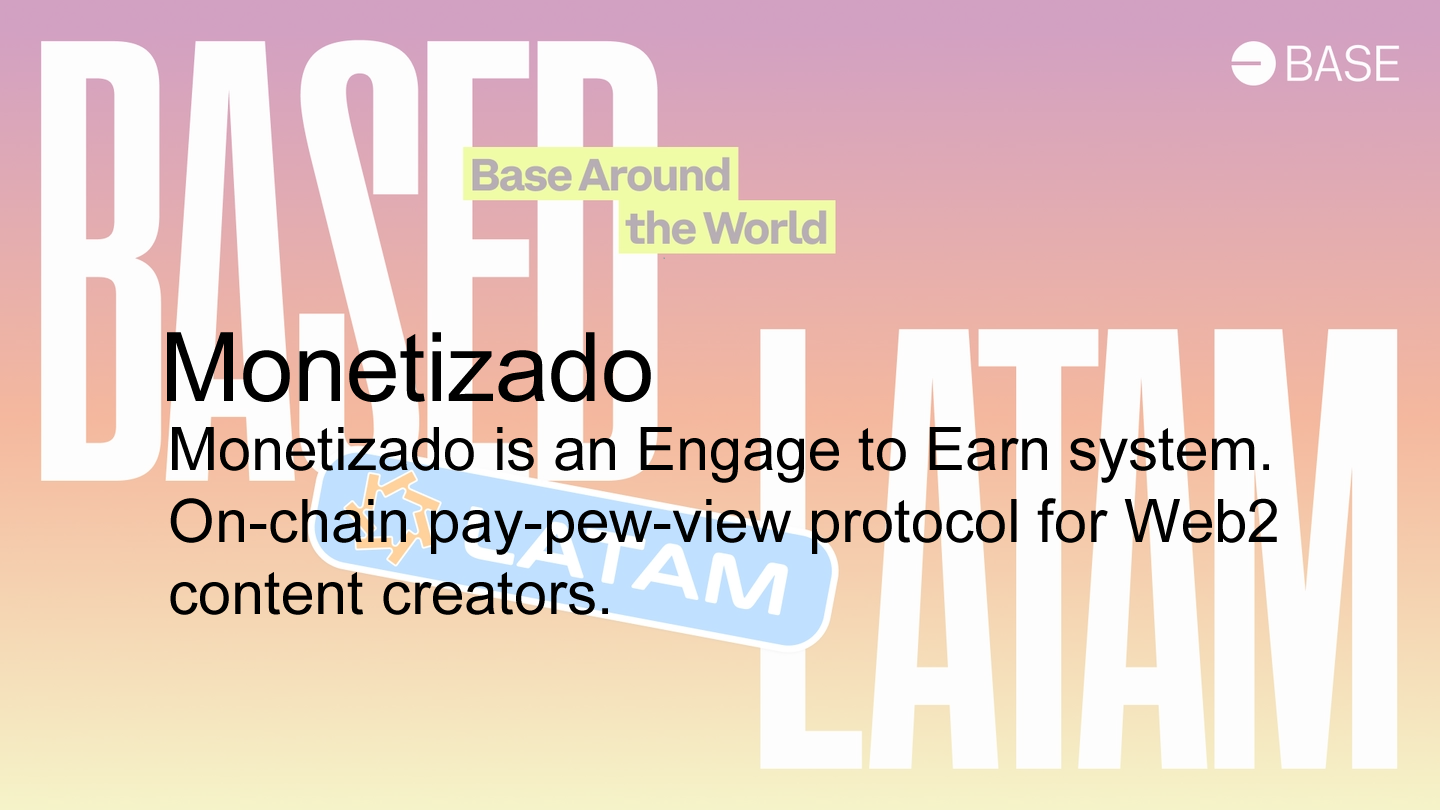 BASED
BASE
Base Around
the World
LATAM
Monetizado
Monetizado is an Engage to Earn system.
On-chain pay-pew-view protocol for Web2
content creators.
LATAM